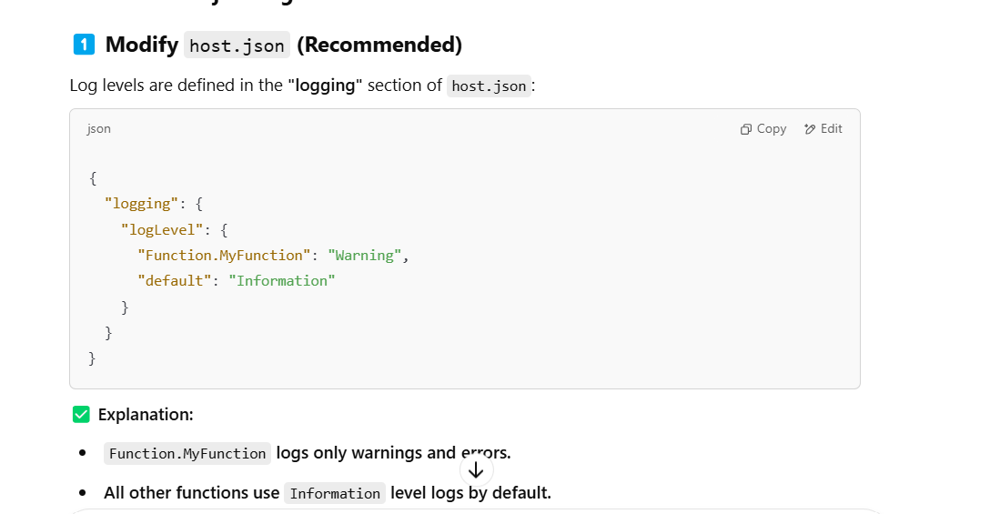 1 Modify host.json (Recommended)
Log levels are defined in the "logging" section of host.json:
json
Copy Edit
{
"logging": {
"logLevel": {
"Function.MyFunction": "Warning",
"default": "Information"
}
}
}
Explanation:
• Function.MyFunction logs only warnings and errors.
• All other functions use Information level logs by default.